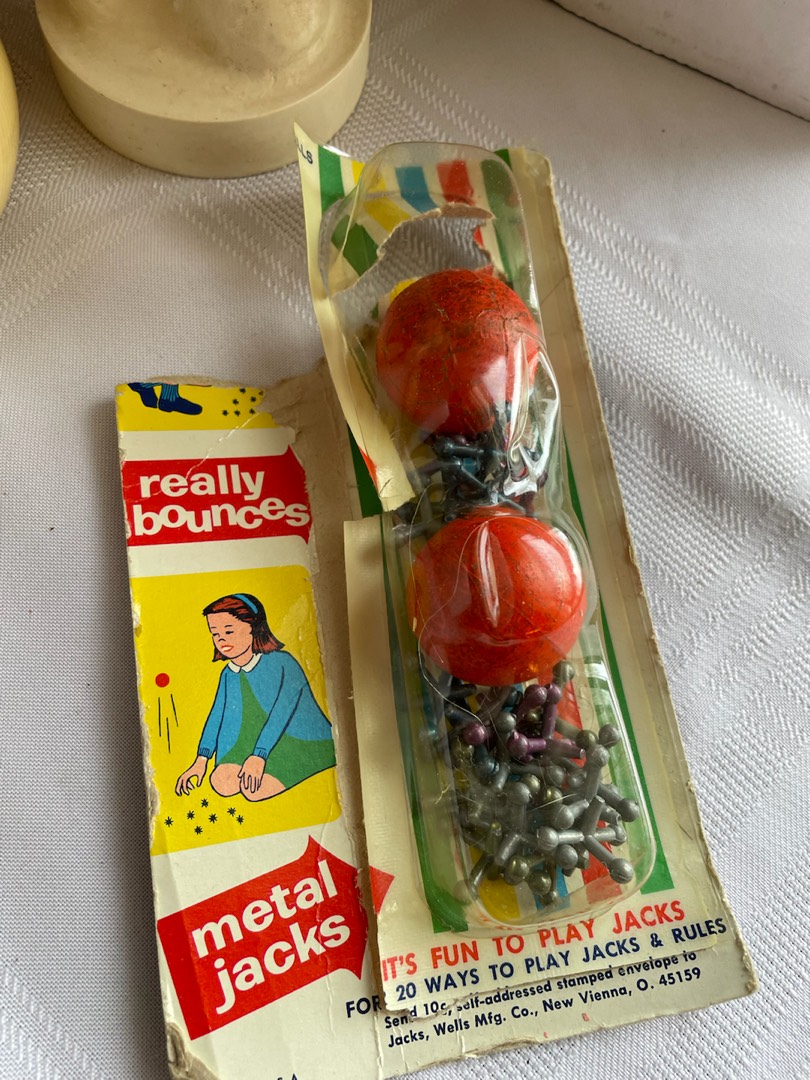 LLS
really
bounces
metal
jacks
IT'S FUN TO PLAY JACKS
FOR 20 WAYS TO PLAY JACKS & RULES
Send 10¢, self-addressed stamped envelope to
Jacks, Wells Mfg. Co., New Vienna, O. 45159